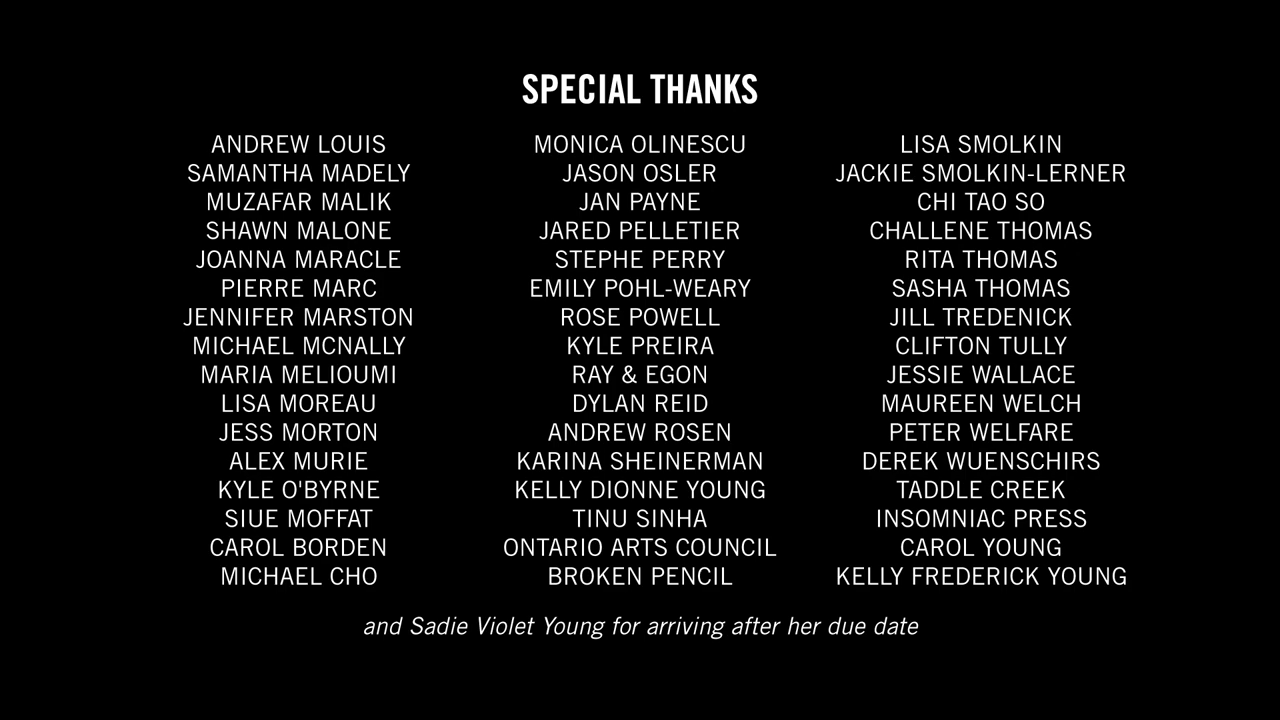 SPECIAL THANKS
ANDREW LOUIS
SAMANTHA MADELY
MUZAFAR MALIK
SHAWN MALONE
JOANNA MARACLE
PIERRE MARC
JENNIFER MARSTON
MICHAEL MCNALLY
MARIA MELIOUMI
LISA MOREAU
JESS MORTON
ALEX MURIE
KYLE O'BYRNE
SIUE MOFFAT
CAROL BORDEN
MICHAEL CHO
MONICA OLINESCU
JASON OSLER
JAN PAYNE
JARED PELLETIER
STEPHE PERRY
EMILY POHL-WEARY
ROSE POWELL
KYLE PREIRA
RAY & EGON
DYLAN REID
ANDREW ROSEN
KARINA SHEINERMAN
KELLY DIONNE YOUNG
TINU SINHA
ONTARIO ARTS COUNCIL
BROKEN PENCIL
LISA SMOLKIN
JACKIE SMOLKIN-LERNER
CHI TAO SO
CHALLENE THOMAS
RITA THOMAS
SASHA THOMAS
JILL TREDENICK
CLIFTON TULLY
JESSIE WALLACE
MAUREEN WELCH
PETER WELFARE
DEREK WUENSCHIRS
TADDLE CREEK
INSOMNIAC PRESS
CAROL YOUNG
KELLY FREDERICK YOUNG
and Sadie Violet Young for arriving after her due date